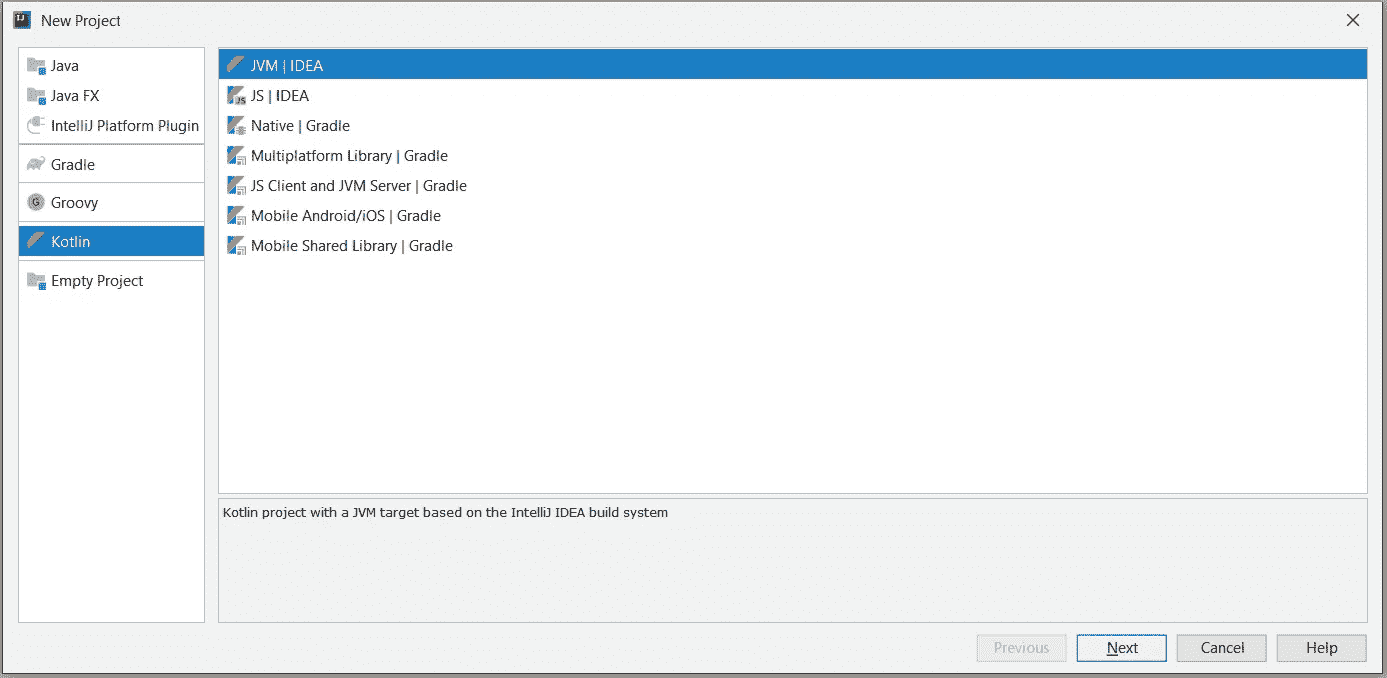 New Project
Java
Java FX
IntelliJ Platform Plugin
Gradle
Groovy
Kotlin
Empty Project
JVM | IDEA
JS | IDEA
Native | Gradle
Multiplatform Library | Gradle
JS Client and JVM Server | Gradle
Mobile Android/iOS | Gradle
Mobile Shared Library | Gradle
Kotlin project with a JVM target based on the IntelliJ IDEA build system
Previous Next Cancel Help